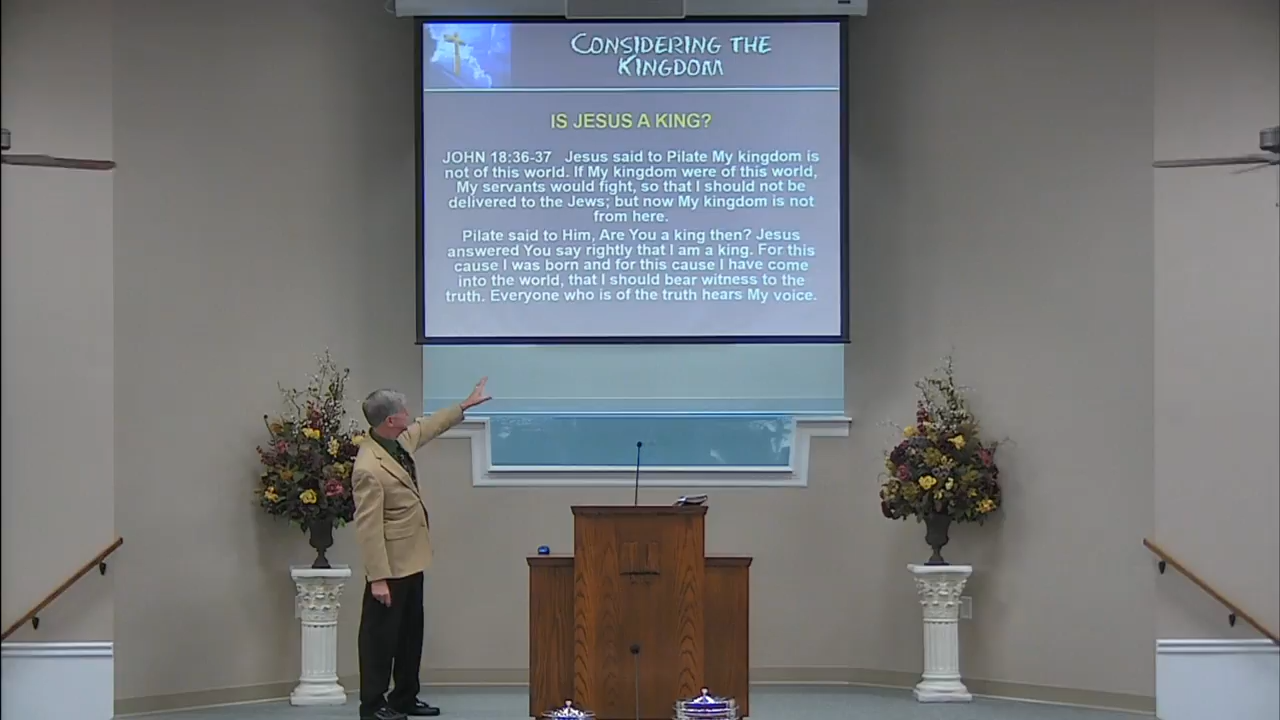 CONSIDERING THE
KINGDOM
IS JESUS A KING?
JOHN 18:36-37 Jesus said to Pilate My kingdom is
not of this world. If My kingdom were of this world,
My servants would fight, so that I should not be
delivered to the Jews; but now My kingdom is not
from here.
Pilate said to Him, Are You a king then? Jesus
answered You say rightly that I am a king. For this
cause I was born and for this cause I have come
into the world, that I should bear witness to the
truth. Everyone who is of the truth hears My voice.